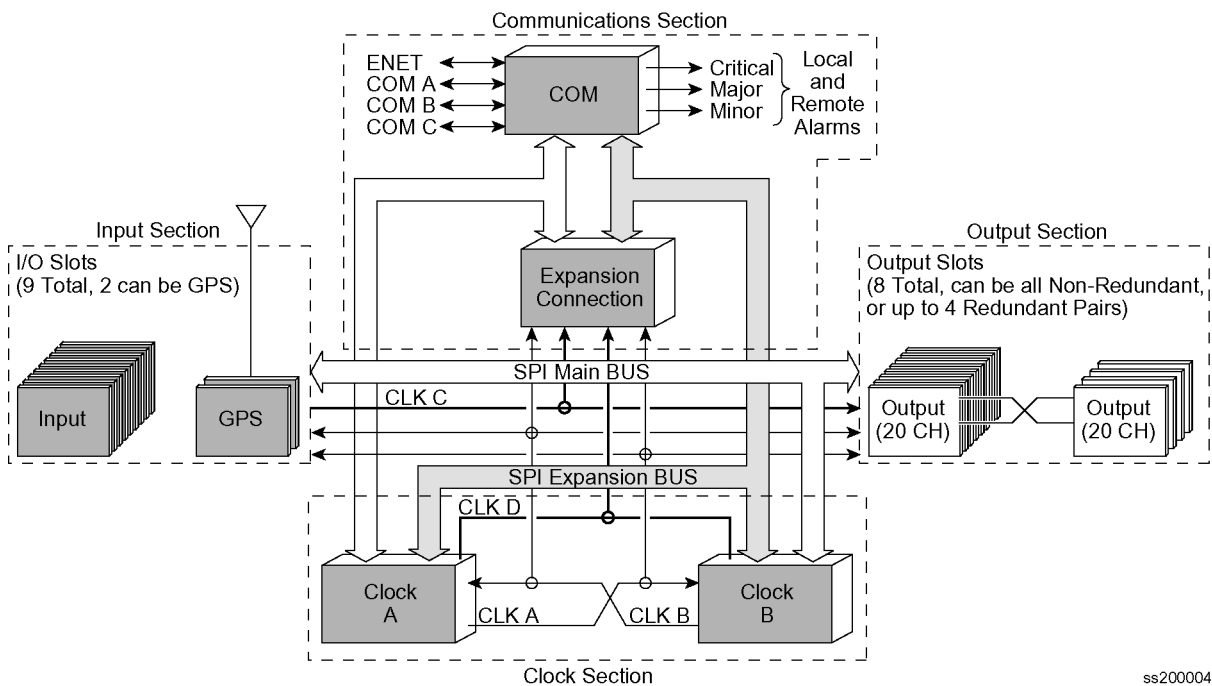 Communications Section
ENET
COM A
COM B
COM C
COM
Critical
Major
Minor
Local
and
Remote
Alarms
Input Section
I/O Slots
(9 Total, 2 can be GPS)
Input
GPS
Expansion
Connection
Output Section
Output Slots
(8 Total, can be all Non-Redundant,
or up to 4 Redundant Pairs)
Output
(20 CH)
Output
(20 CH)
SPI Main BUS
CLK C
SPI Expansion BUS
CLK D
Clock
A
CLK A
CLK B
Clock
B
Clock Section
ss200004